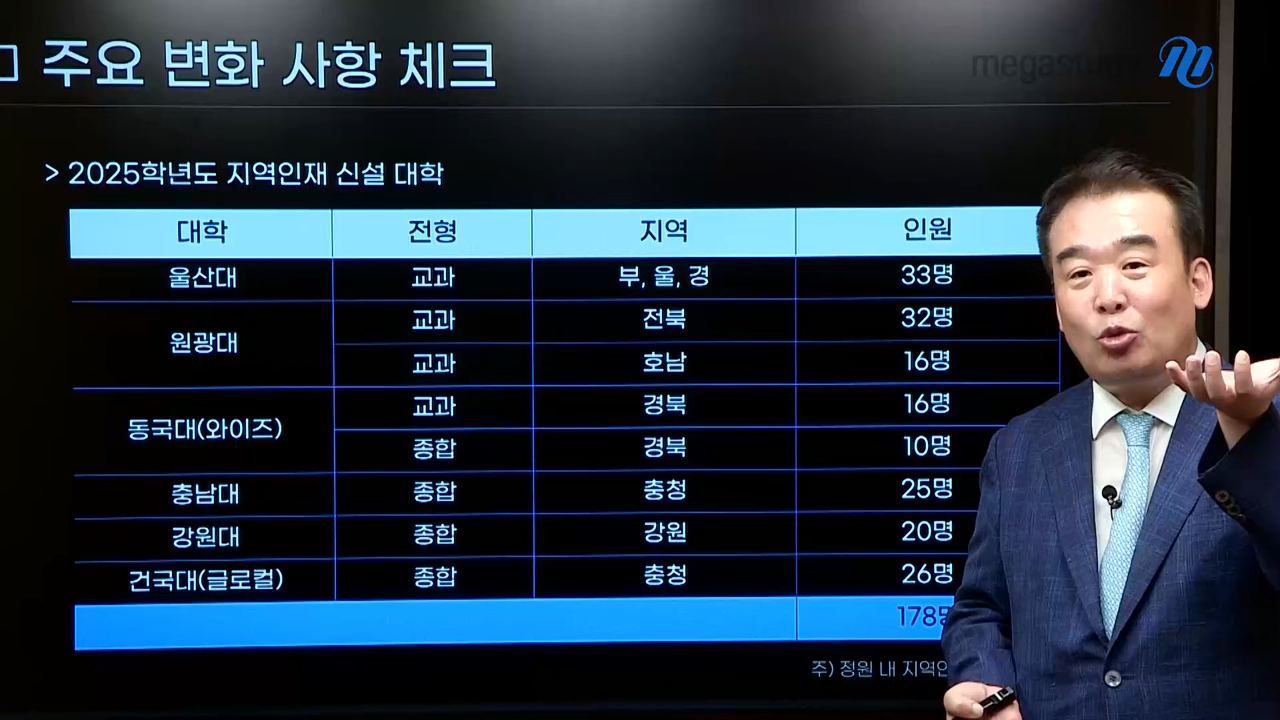 주요 변화 사항 체크
> 2025학년도 지역인재 신설 대학
대학 전형 지역 인원
울산대 교과 부, 울, 경 33명
원광대 교과 전북 32명
교과 호남 16명
동국대(와이즈) 교과 경북 16명
종합 경북 10명
충남대 종합 충청 25명
강원대 종합 강원 20명
건국대(글로컬) 종합 충청 26명
178명
주) 정원 내 지역인